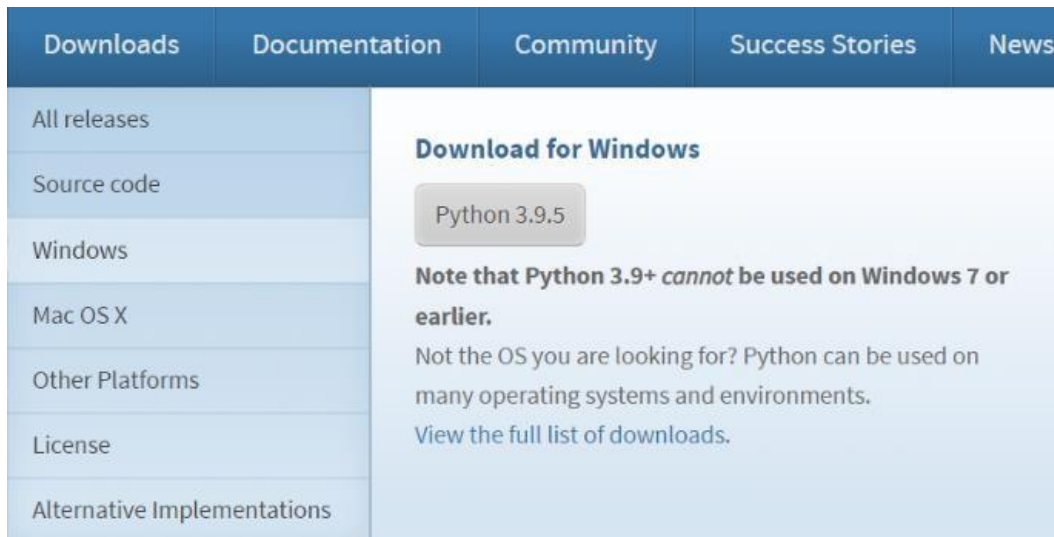 Downloads Documentation Community Success Stories News
All releases
Source code
Windows
Mac OS X
Other Platforms
License
Alternative Implementations
Download for Windows
Python 3.9.5
Note that Python 3.9+ cannot be used on Windows 7 or
earlier.
Not the OS you are looking for? Python can be used on
many operating systems and environments.
View the full list of downloads.